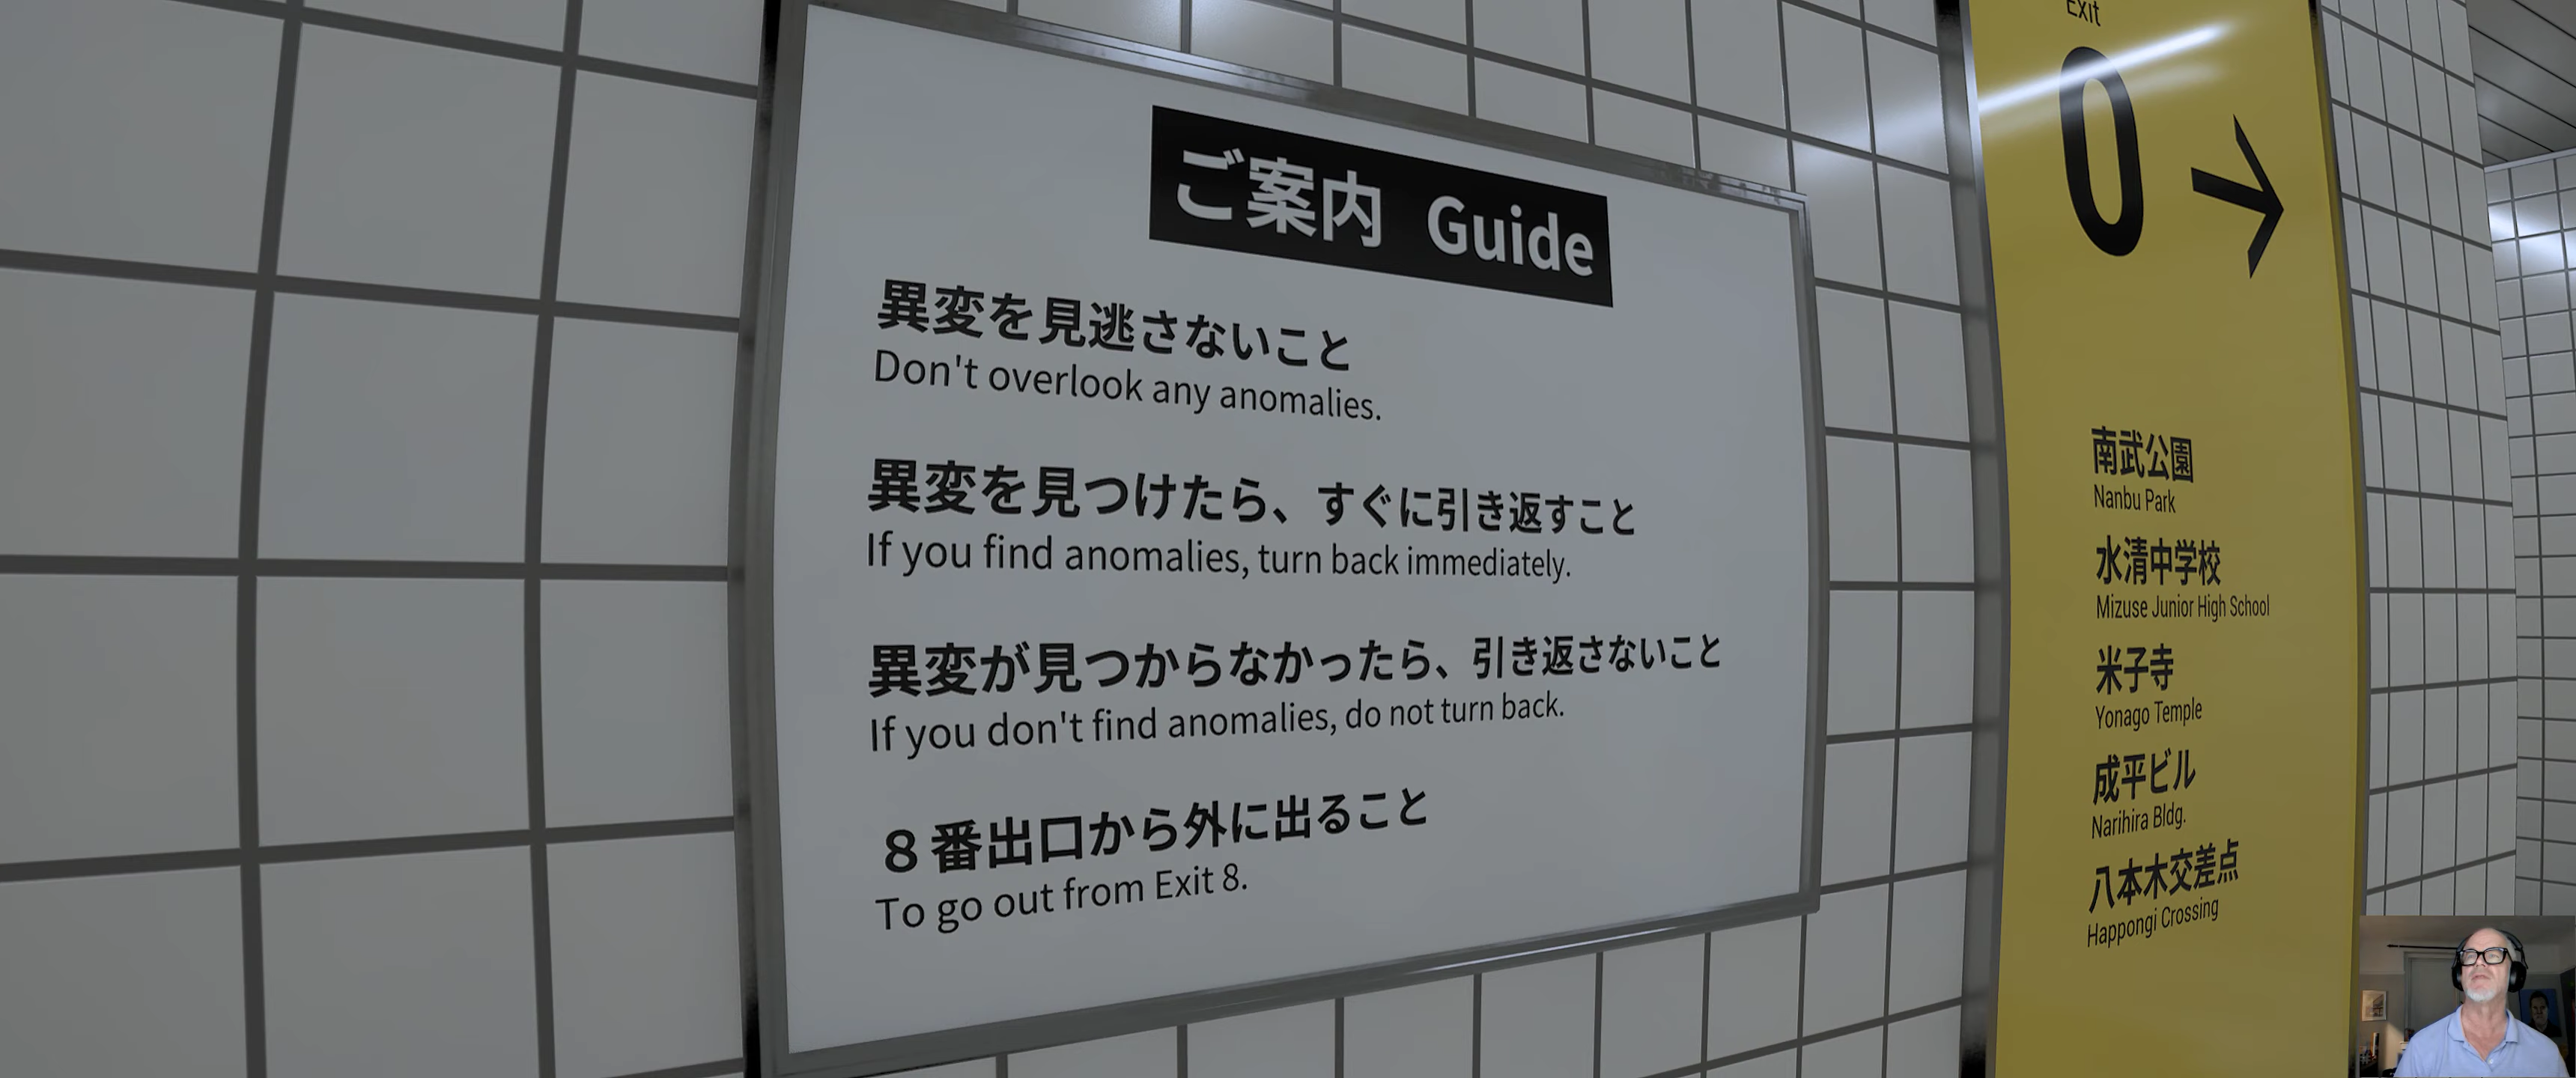 ご案内 Guide
異変を見逃さないこと
Don't overlook any anomalies.
異変を見つけたら、すぐに引き返すこと
If you find anomalies, turn back immediately.
異変が見つからなかったら、引き返さないこと
If you don't find anomalies, do not turn back.
８番出口から外に出ること
To go out from Exit 8.
Exit
0
南武公園
Nanbu Park
水清中学校
Mizuse Junior High School
米子寺
Yonago Temple
成平ビル
Narihira Bldg.
八本木交差点
Happongi Crossing